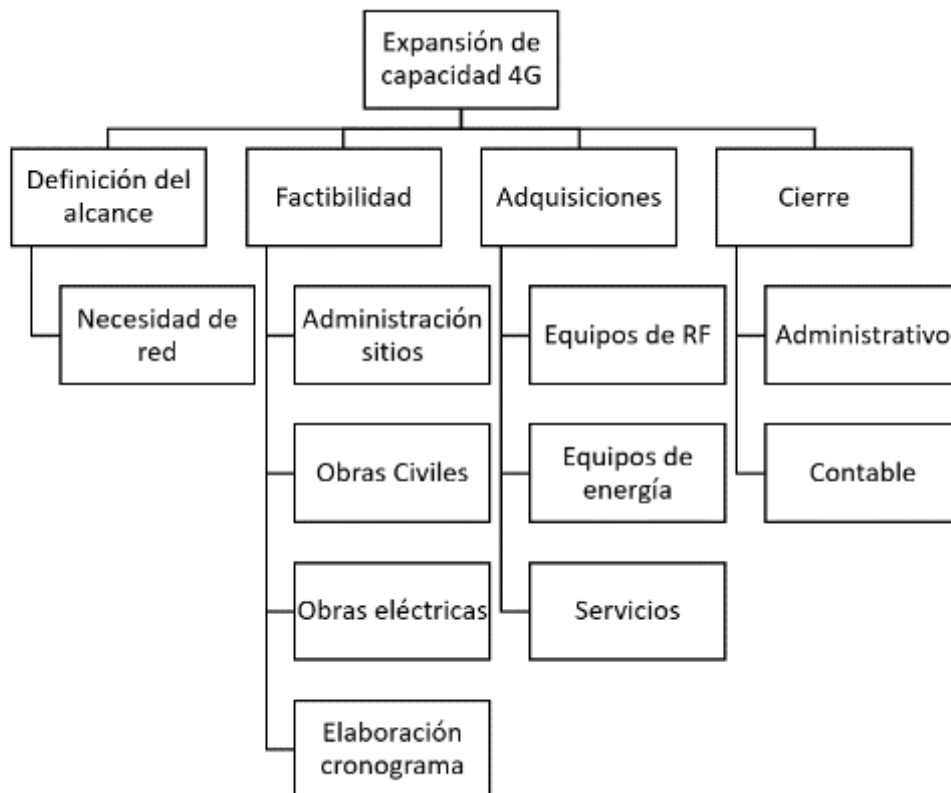 Expansión de
capacidad 4G
Definición del
alcance
Factibilidad
Adquisiciones
Cierre
Necesidad de
red
Administración
sitios
Equipos de RF
Administrativo
Obras Civiles
Equipos de
energía
Contable
Obras eléctricas
Servicios
Elaboración
cronograma